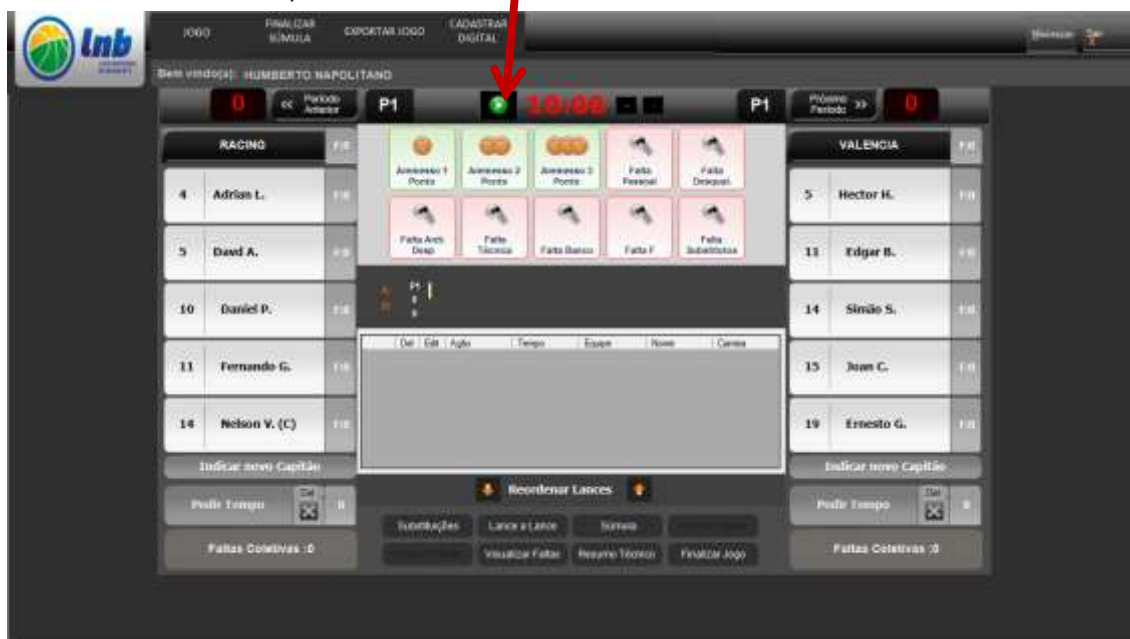 lnb
JOGO
FINALIZAR
SÚMULA
EXPORTAR JOGO
CADASTRAR
DIGITAL
Minimizar
Bem vindo(a): HUMBERTO NAPOLITANO
0
<< Período
Anterior
P1
10:00
P1
Próximo
Período >>
0
RACING
VALENCIA
4 Adrian L.
5 David A.
10 Daniel P.
11 Fernando G.
14 Nelson V. (C)
Indicar novo Capitão
Pedir Tempo
Del
0
Faltas Coletivas :0
Arremesso 1
Ponto
Arremesso 2
Ponto
Arremesso 3
Ponto
Falta
Pessoal
Falta
Desqual.
Falta Anti
Desp
Falta
Técnica
Falta Banco
Falta F
Falta
Substitutos
P1
A: 0
B: 0
Del Edit Ação Tempo Equipe Nome Camisa
Reordenar Lances
Substituições
Lance a Lance
Súmula
Visualizar Faltas
Resumo Técnico
Finalizar Jogo
5 Hector H.
11 Edgar B.
14 Simão S.
15 Juan C.
19 Ernesto G.
Indicar novo Capitão
Pedir Tempo
Del
Faltas Coletivas :0